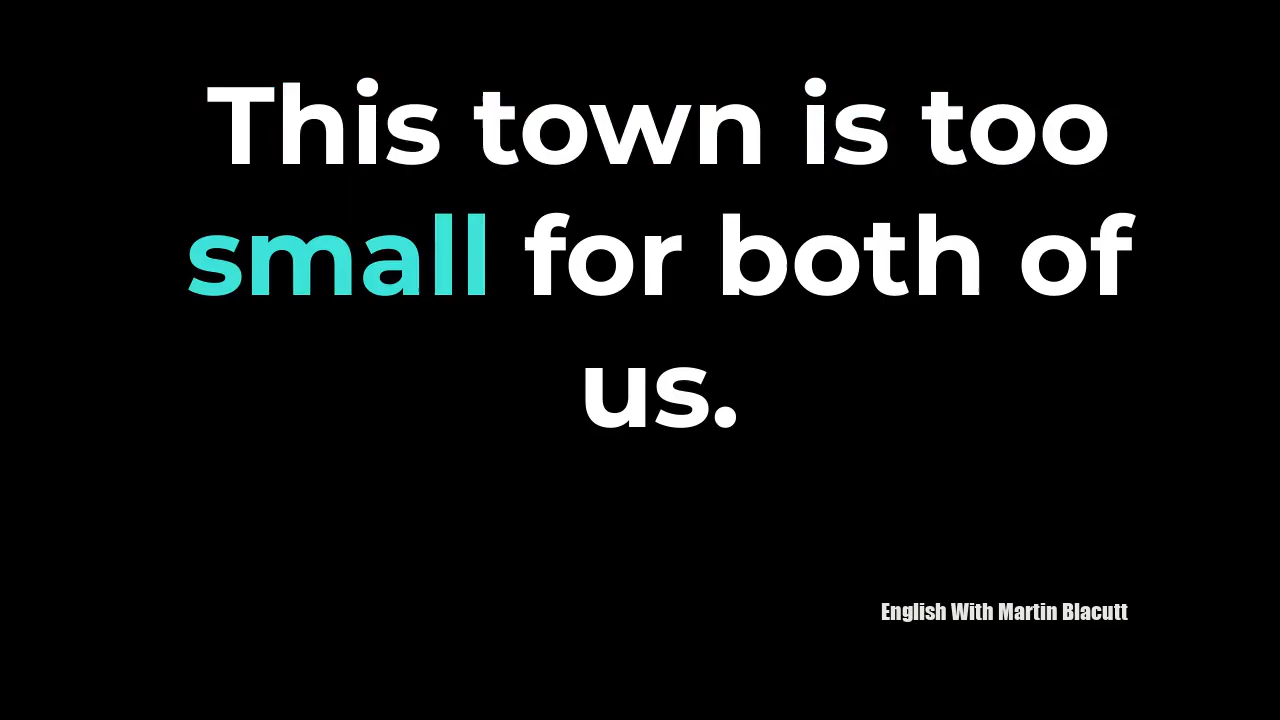 This town is too
small for both of
us.
English With Martin Blacutt